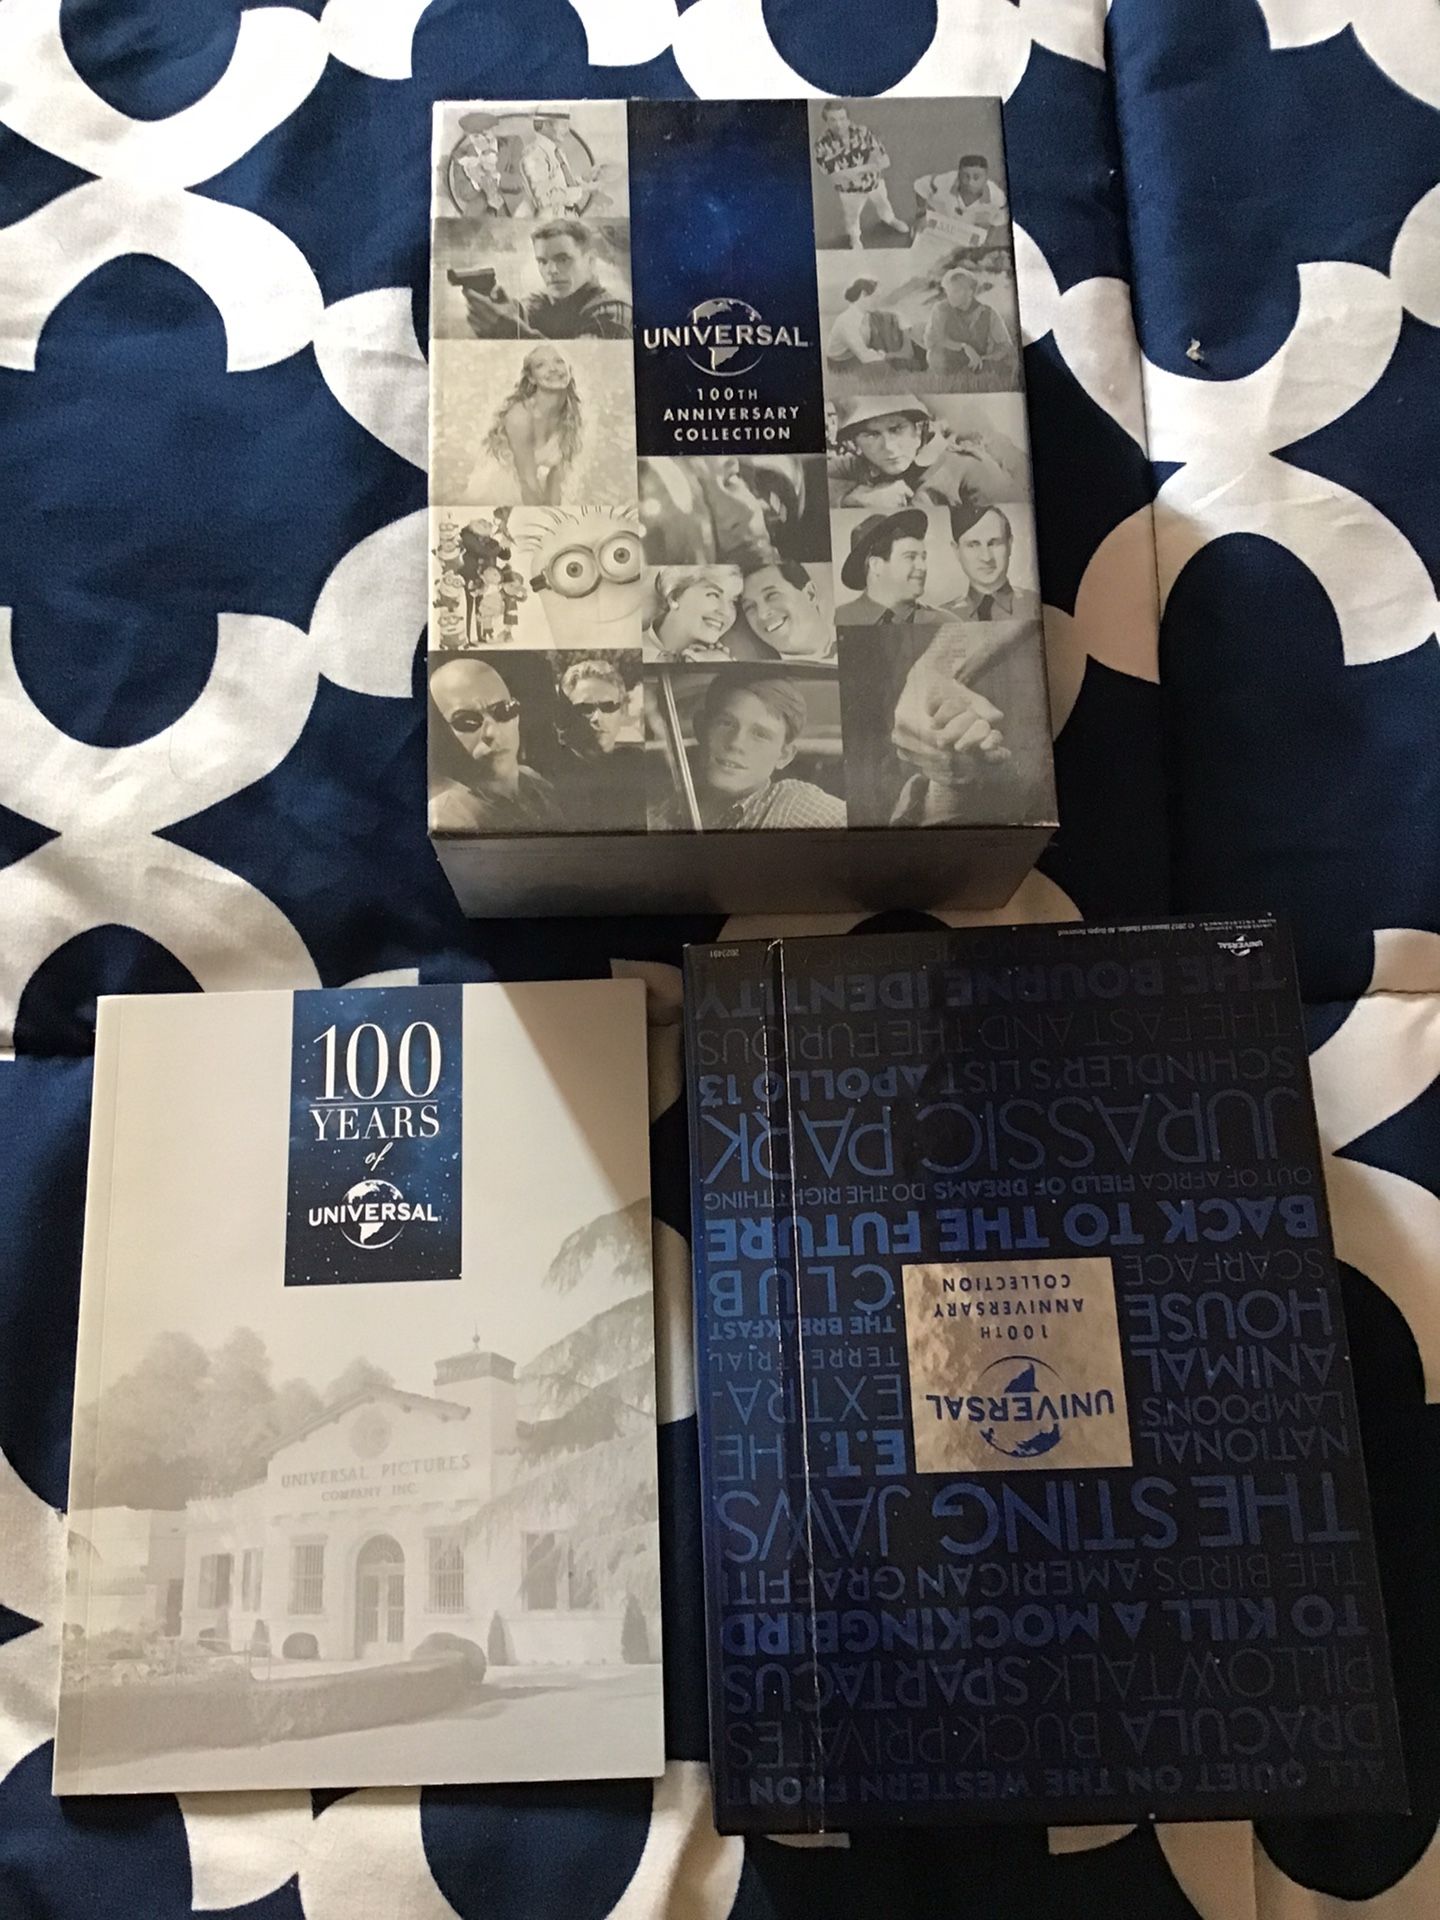 UNIVERSAL
100TH
ANNIVERSARY
COLLECTION
100
YEARS
of
UNIVERSAL
UNIVERSAL PICTURES
COMPANY INC.
ALL QUIET ON THE WESTERN FRONT
DRACULA BUCK PRIVATES
PILLOW TALK SPARTACUS
TO KILL A MOCKINGBIRD
THE BIRDS AMERICAN GRAFFITI
THE STING JAWS
NATIONAL
LAMPOON'S
ANIMAL
HOUSE
SCARFACE
UNIVERSAL
100TH
ANNIVERSARY
COLLECTION
E.T. THE
EXTRA-
TERRESTRIAL
THE BREAKFAST
CLUB
BACK TO THE FUTURE
OUT OF AFRICA FIELD OF DREAMS DO THE RIGHT THING
JURASSIC PARK
SCHINDLER'S LIST APOLLO 13
THE FAST AND THE FURIOUS
THE BOURNE IDENTITY
UNIVERSAL